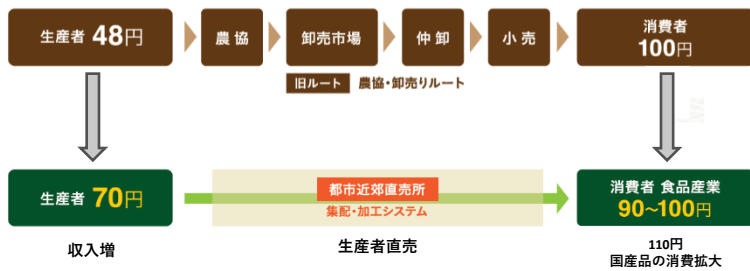 生産者 48円
農協
卸売市場
仲卸
小売
消費者
100円
旧ルート 農協・卸売りルート
生産者 70円
都市近郊直売所
集配・加工システム
消費者 食品産業
90～100円
収入増
生産者直売
110円
国産品の消費拡大